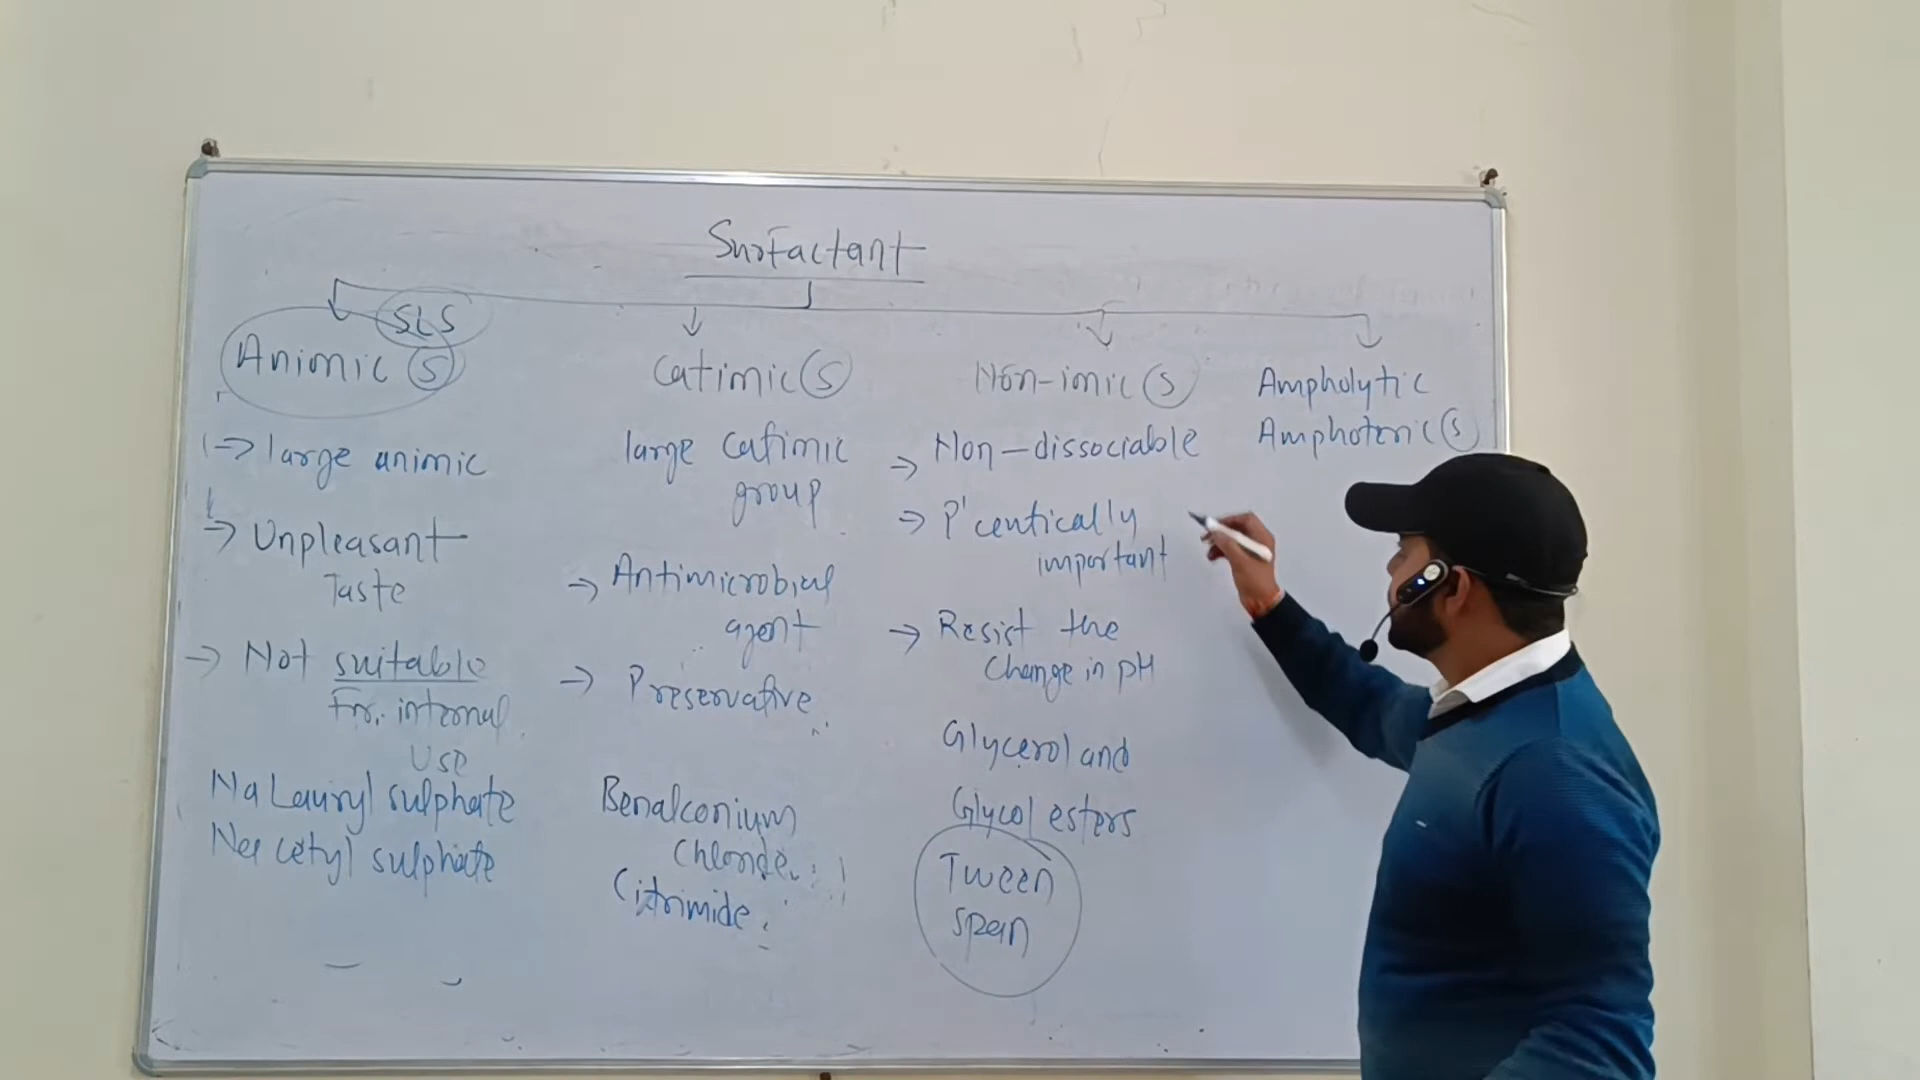 Surfactant
SLS
Anionic (S)
→ large anionic
→ Unpleasant
Taste
→ Not suitable
For internal
Use
Na Lauryl sulphate
Na cetyl sulphate
Cationic (S)
large cationic
group
→ Antimicrobial
agent
→ Preservative
Benalconium
Chloride
Citrimide
Non-ionic (S)
→ Non-dissociable
→ P'ceutically
important
→ Resist the
Change in pH
Glycerol and
Glycol esters
Tween
span
Ampholytic
Amphoteric (S)